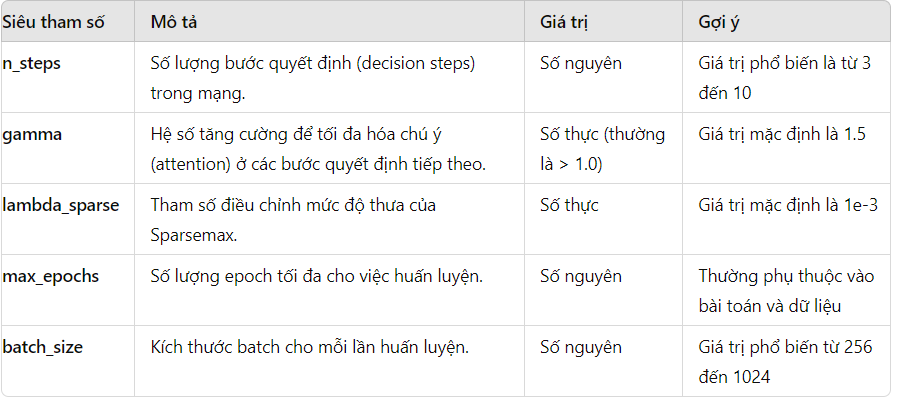 Siêu tham số Mô tả Giá trị Gợi ý
n_steps Số lượng bước quyết định (decision steps) trong mạng. Số nguyên Giá trị phổ biến là từ 3 đến 10
gamma Hệ số tăng cường để tối đa hóa chú ý (attention) ở các bước quyết định tiếp theo. Số thực (thường là > 1.0) Giá trị mặc định là 1.5
lambda_sparse Tham số điều chỉnh mức độ thưa của Sparsemax. Số thực Giá trị mặc định là 1e-3
max_epochs Số lượng epoch tối đa cho việc huấn luyện. Số nguyên Thường phụ thuộc vào bài toán và dữ liệu
batch_size Kích thước batch cho mỗi lần huấn luyện. Số nguyên Giá trị phổ biến từ 256 đến 1024